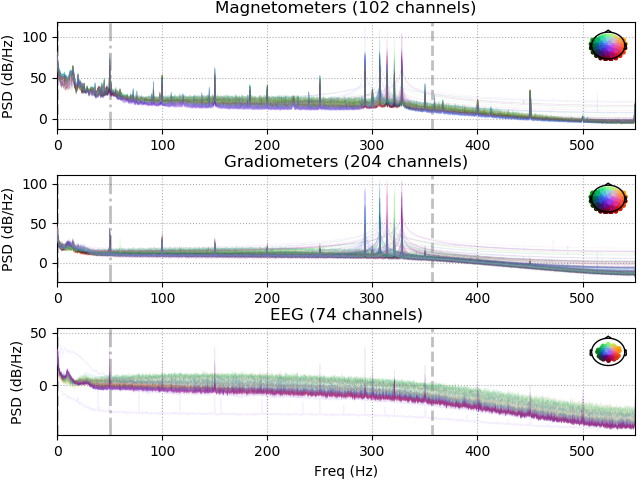 Magnetometers (102 channels)
PSD (dB/Hz)
100
50
0
0 100 200 300 400 500
Gradiometers (204 channels)
PSD (dB/Hz)
100
50
0
0 100 200 300 400 500
EEG (74 channels)
PSD (dB/Hz)
50
0
0 100 200 300 400 500
Freq (Hz)